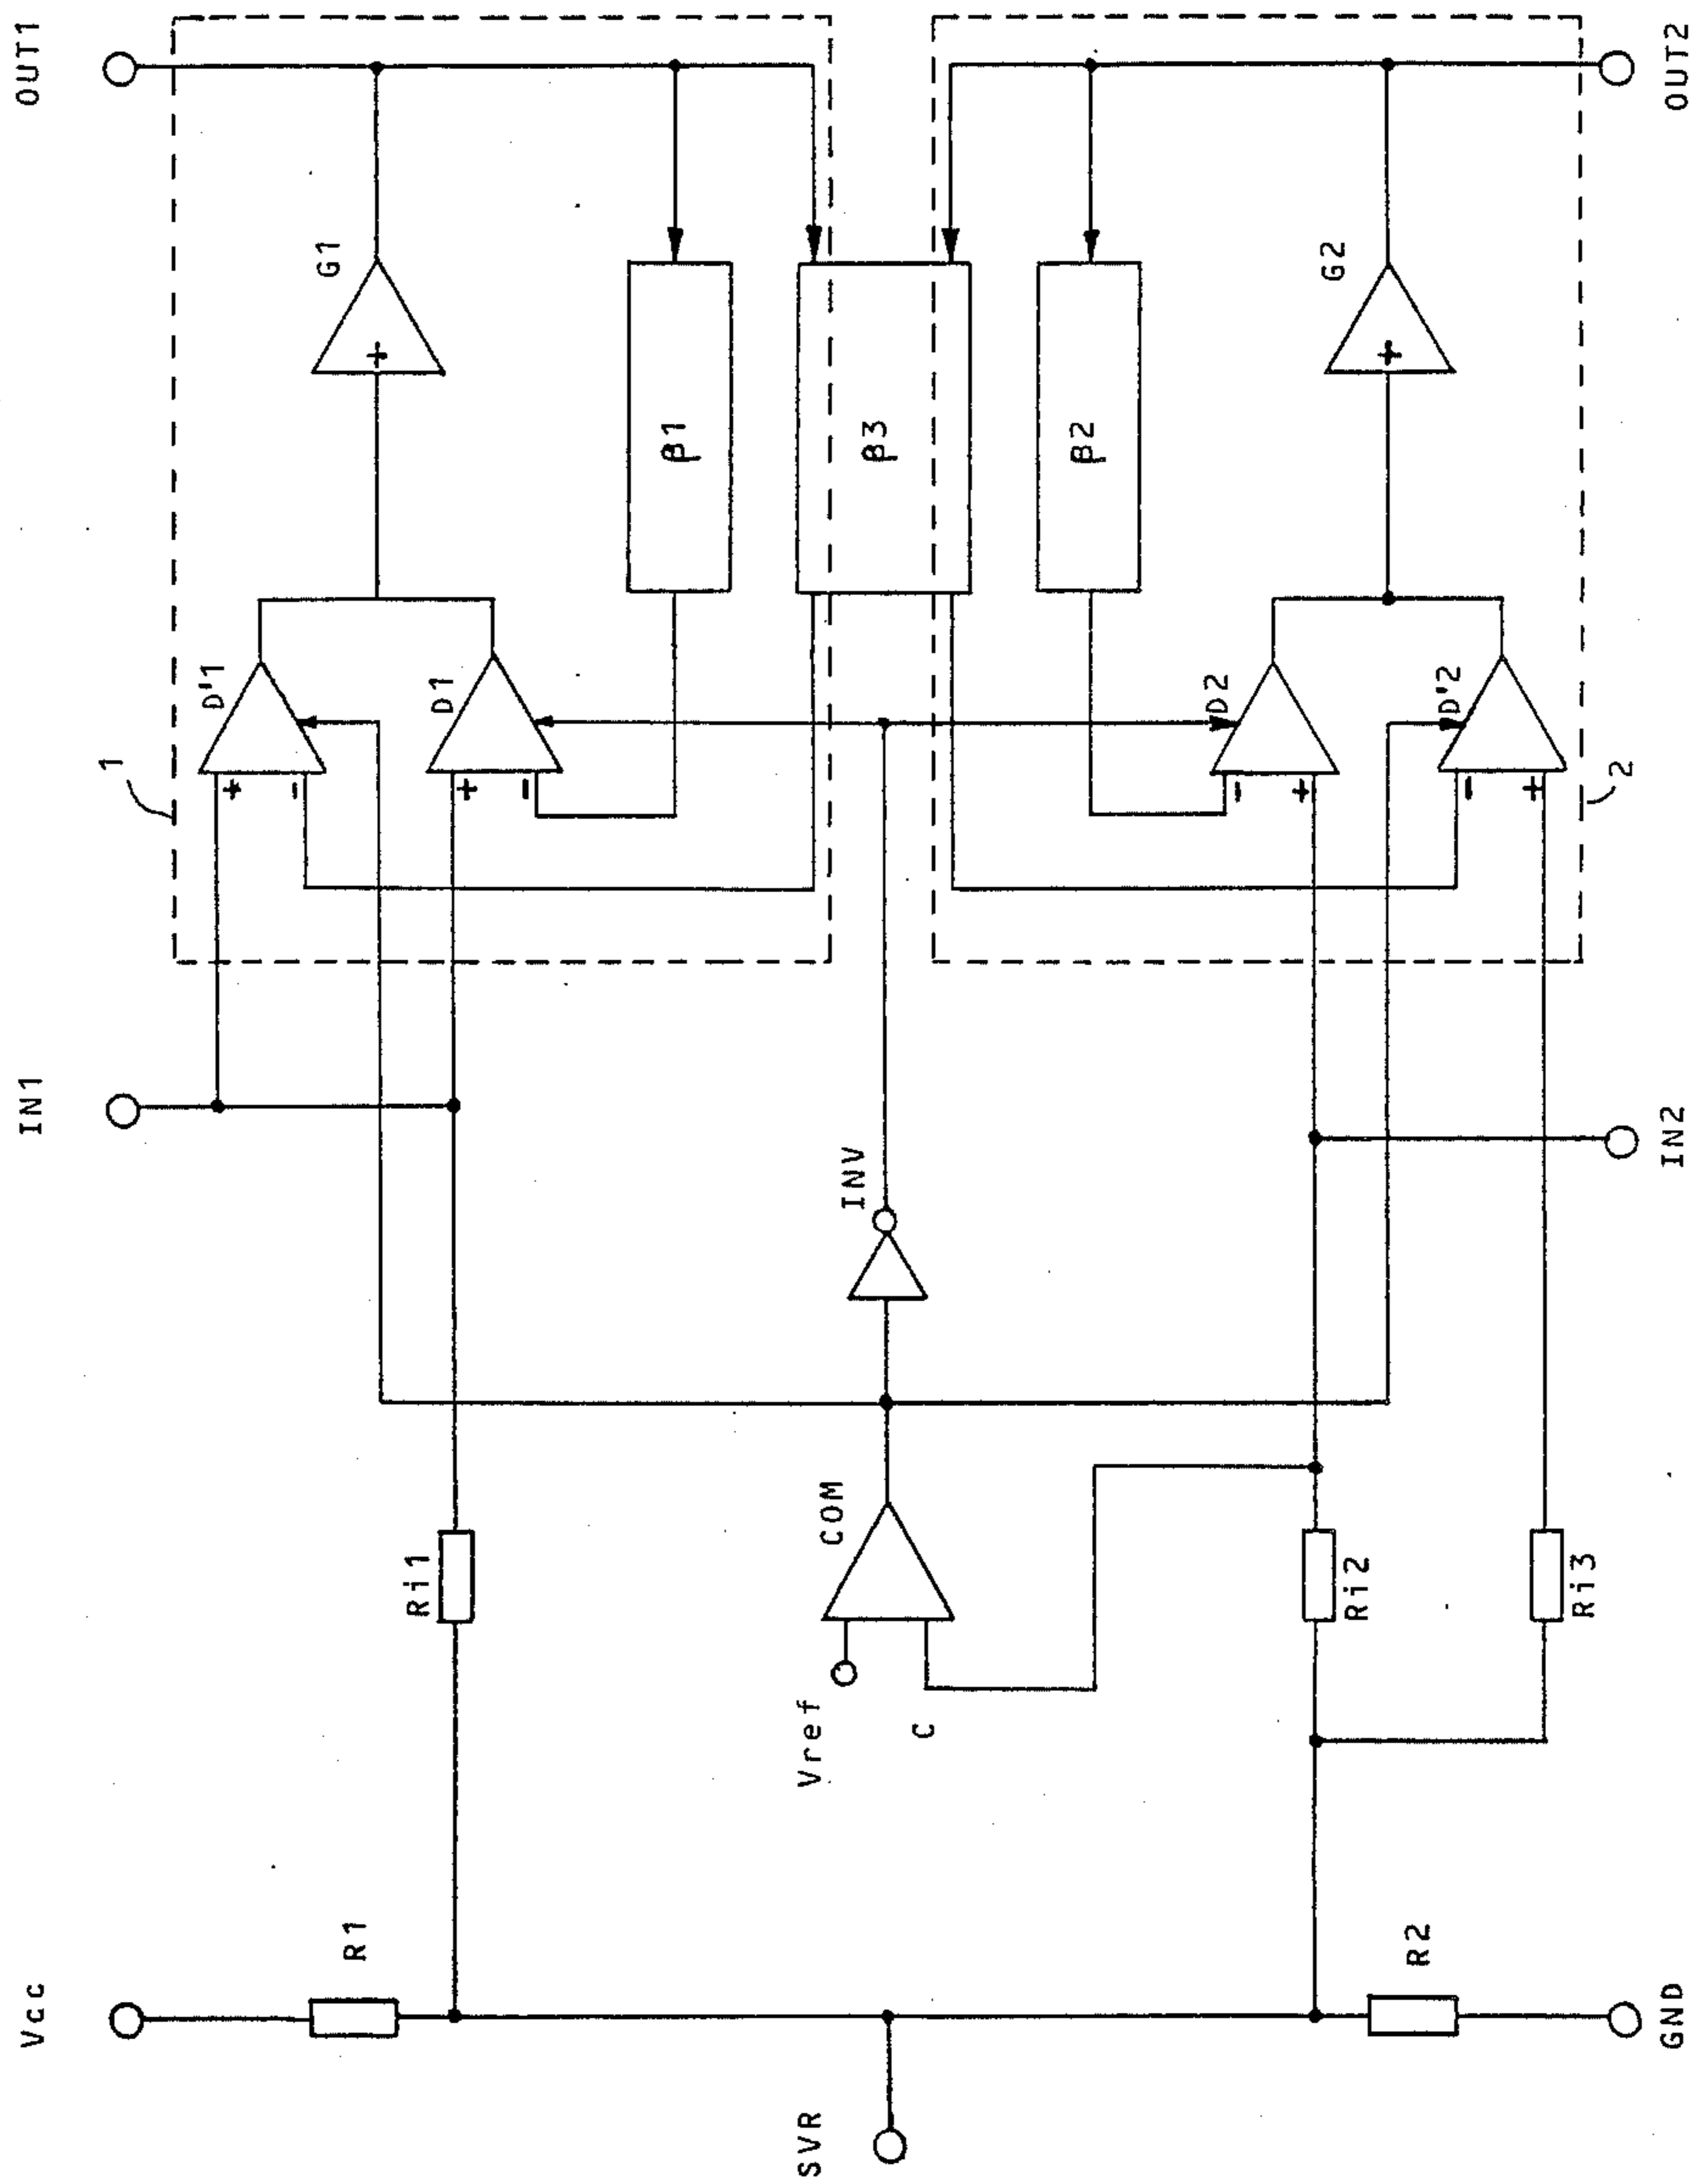 Vcc
R1
SVR
R2
GND
Ri1
Vref
C
COM
Ri2
Ri3
INV
IN1
IN2
1
D'1
+
-
D1
+
-
G1
+
OUT1
β1
β3
β2
D2
-
+
D'2
-
+
2
G2
+
OUT2